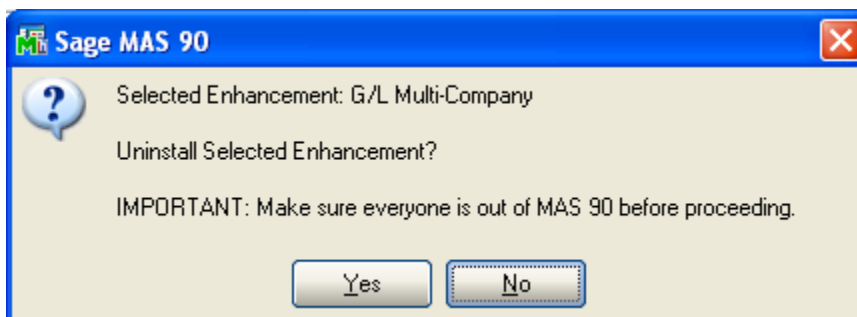 Sage MAS 90
Selected Enhancement: G/L Multi-Company
Uninstall Selected Enhancement?
IMPORTANT: Make sure everyone is out of MAS 90 before proceeding.
Yes
No